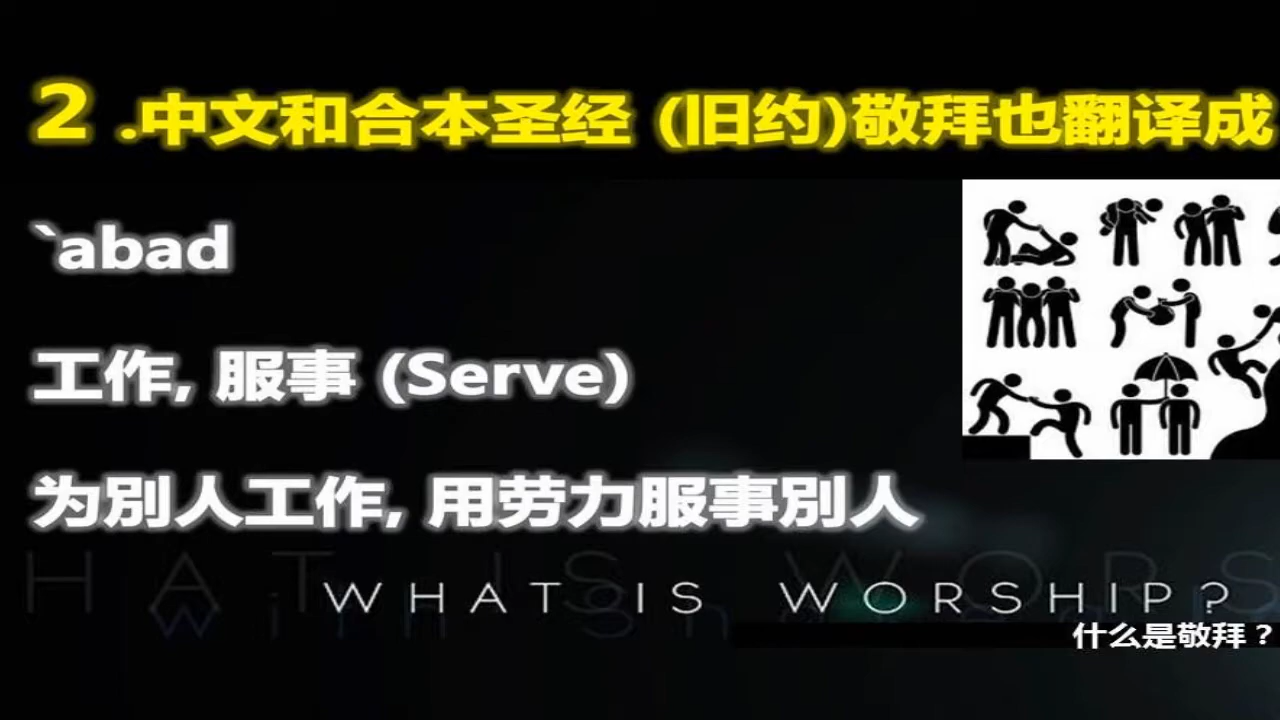 2 .中文和合本圣经 (旧约)敬拜也翻译成
`abad
工作, 服事 (Serve)
为別人工作, 用劳力服事別人
WHAT IS WORSHIP?
什么是敬拜？